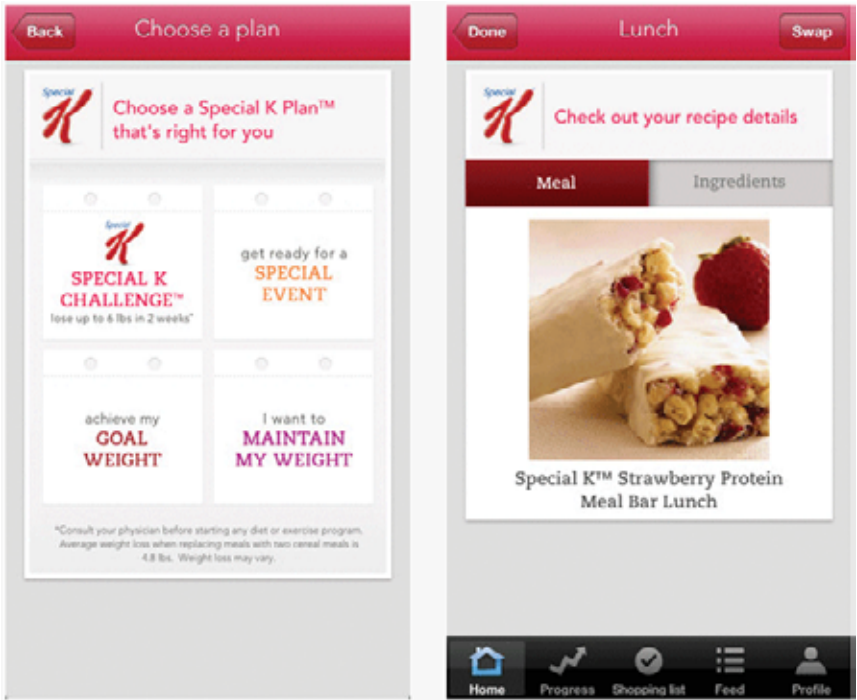 Back
Choose a plan
Special
K
Choose a Special K Plan™
that's right for you
Special
K
SPECIAL K
CHALLENGE™
lose up to 6 lbs in 2 weeks*
get ready for a
SPECIAL
EVENT
achieve my
GOAL
WEIGHT
I want to
MAINTAIN
MY WEIGHT
*Consult your physician before starting any diet or exercise program.
Average weight loss when replacing meals with two cereal meals is
4.8 lbs. Weight loss may vary.
Done
Lunch
Swap
Special
K
Check out your recipe details
Meal
Ingredients
Special K™ Strawberry Protein
Meal Bar Lunch
Home
Progress
Shopping list
Feed
Profile